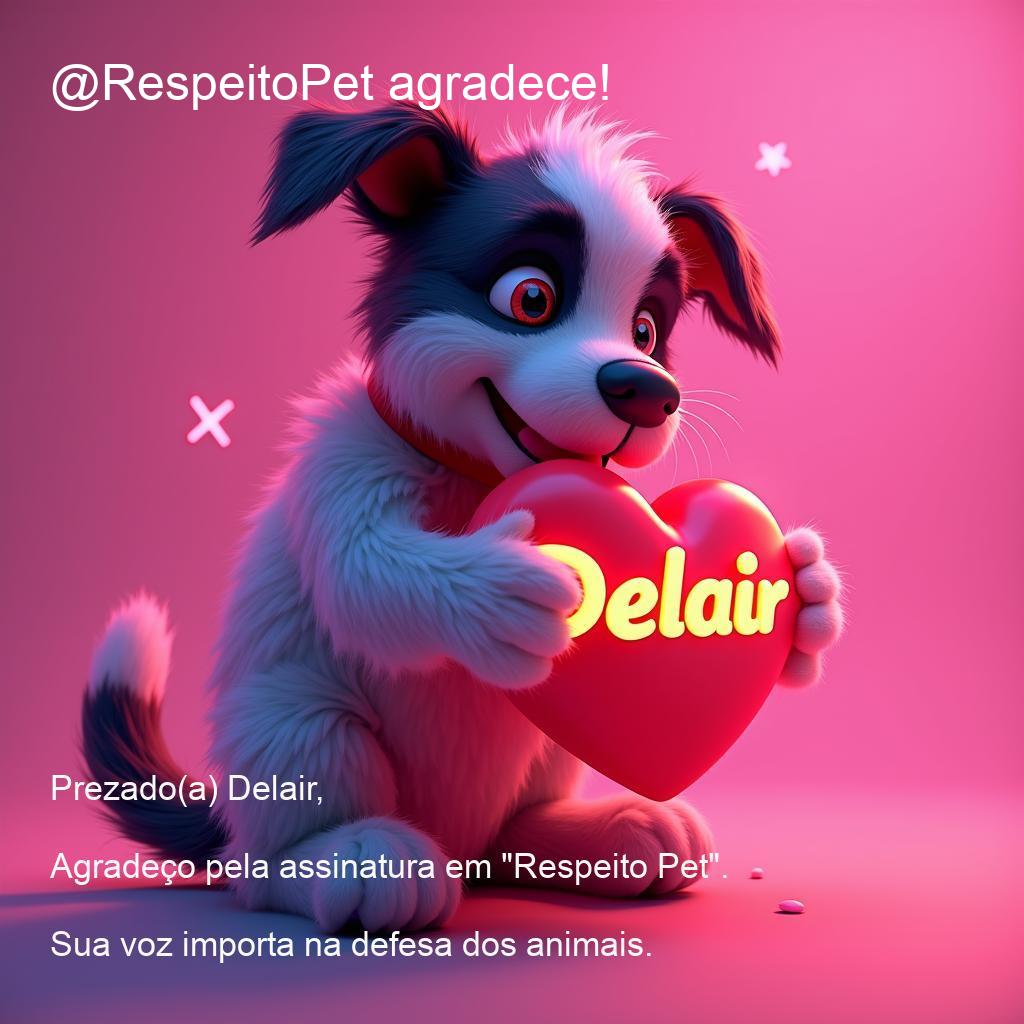 @RespeitoPet agradece!
Delair
Prezado(a) Delair,
Agradeço pela assinatura em "Respeito Pet".
Sua voz importa na defesa dos animais.